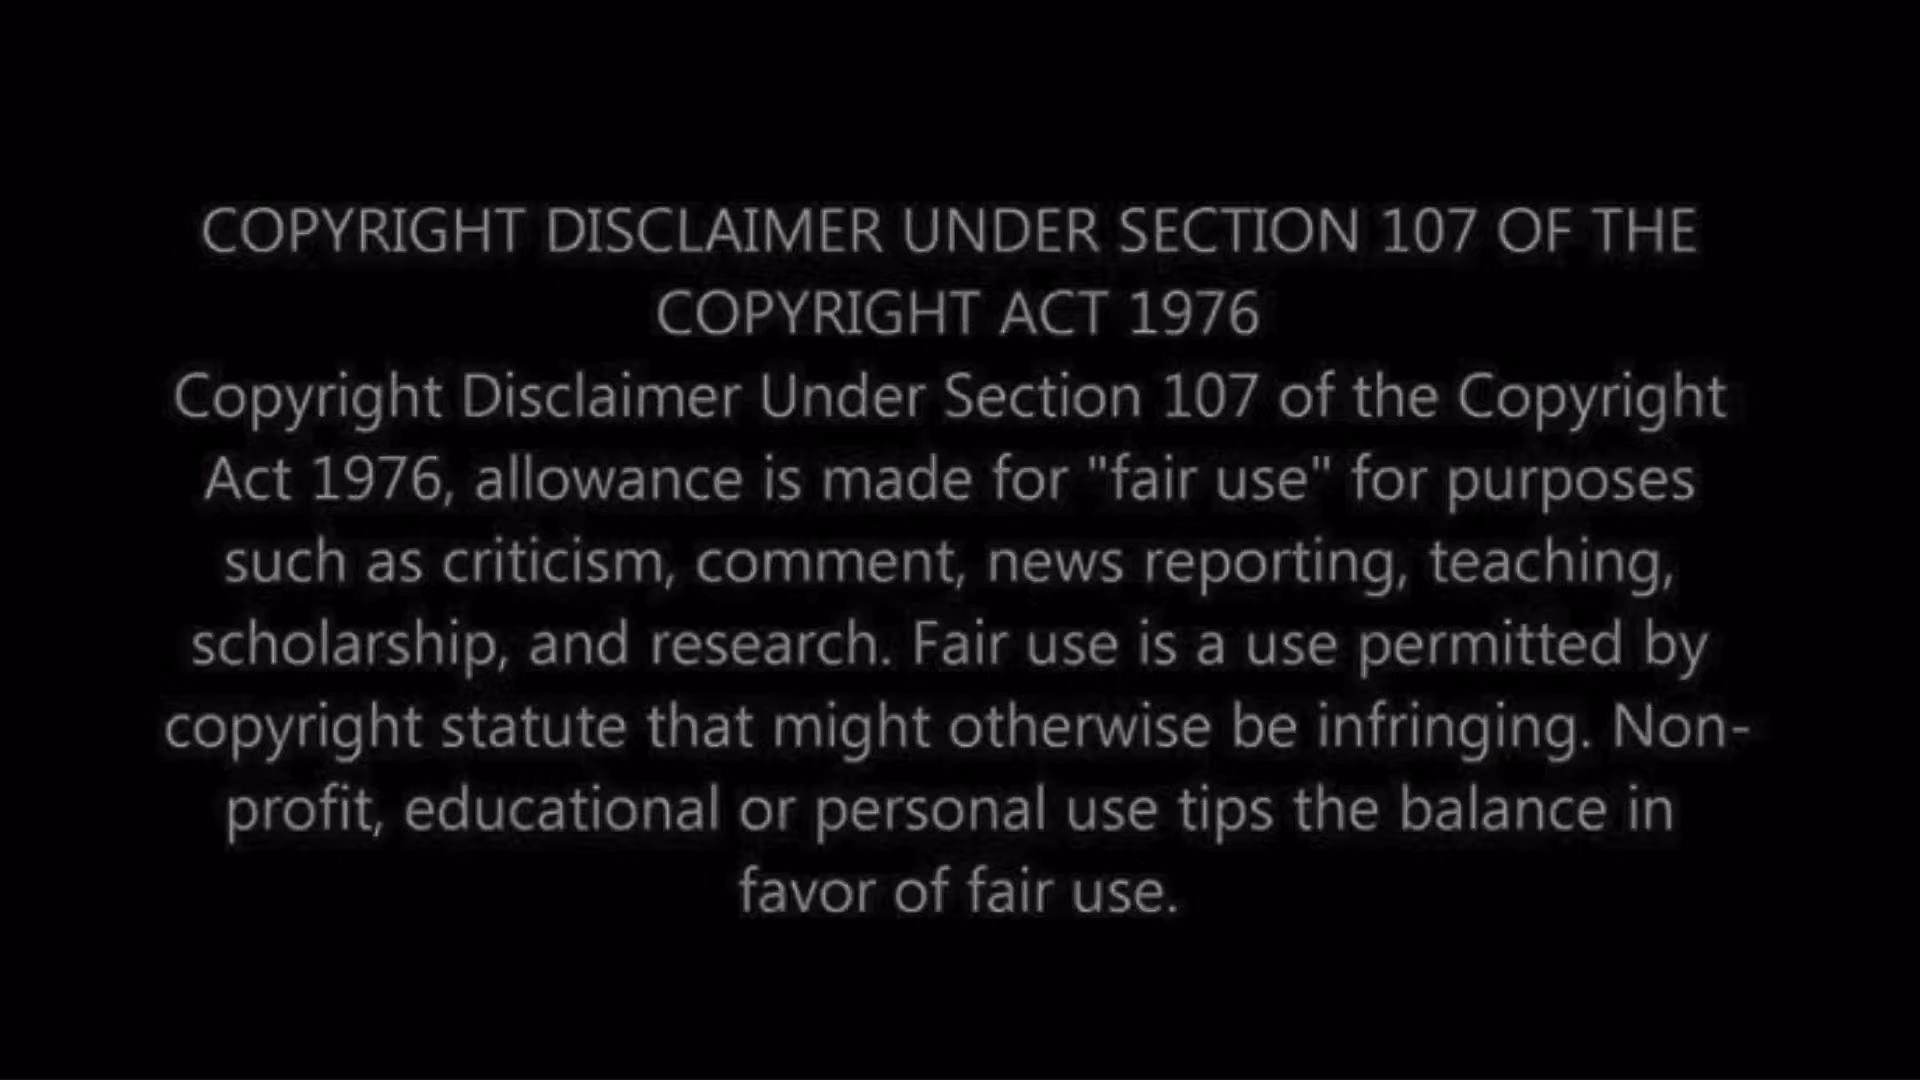 COPYRIGHT DISCLAIMER UNDER SECTION 107 OF THE
COPYRIGHT ACT 1976
Copyright Disclaimer Under Section 107 of the Copyright
Act 1976, allowance is made for "fair use" for purposes
such as criticism, comment, news reporting, teaching,
scholarship, and research. Fair use is a use permitted by
copyright statute that might otherwise be infringing. Non-
profit, educational or personal use tips the balance in
favor of fair use.